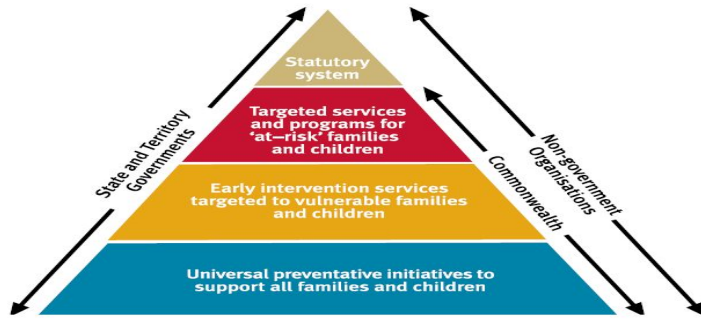 Statutory
system
Targeted services
and programs for
'at–risk' families
and children
Early intervention services
targeted to vulnerable families
and children
Universal preventative initiatives to
support all families and children
State and Territory
Governments
Commonwealth
Non-government
Organisations